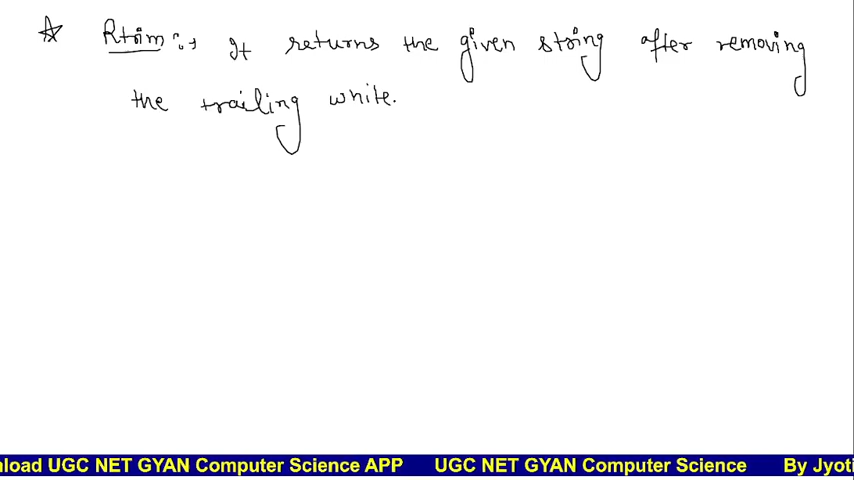 ☆ Rtrim :→ It returns the given string after removing
the trailing white.
nload UGC NET GYAN Computer Science APP UGC NET GYAN Computer Science By Jyoti